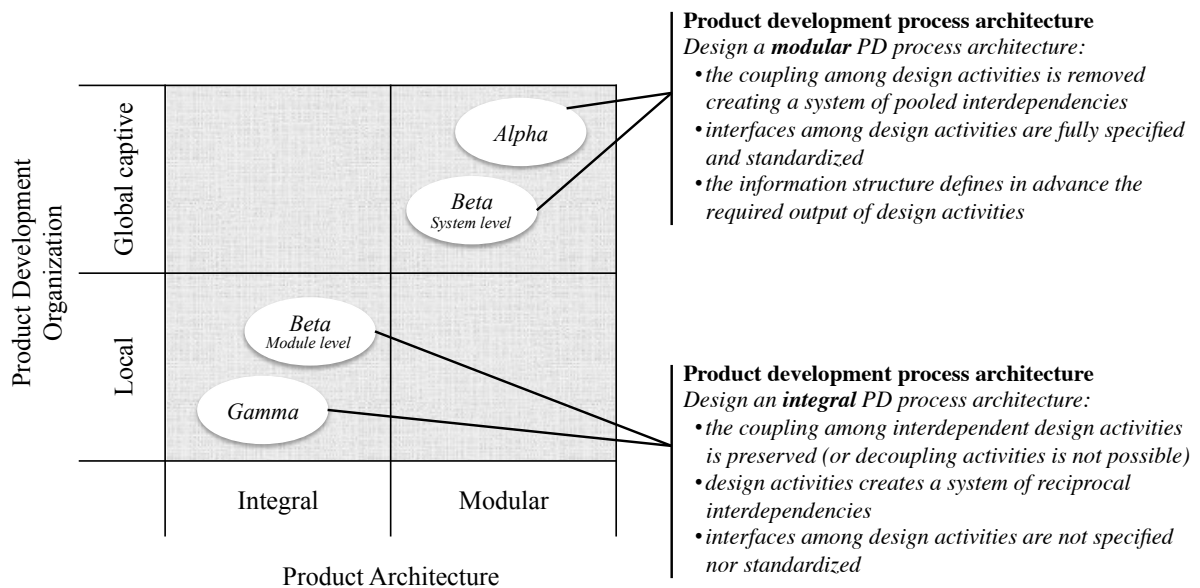 Product Development
Organization
Global captive
Local
Alpha
Beta
System level
Beta
Module level
Gamma
Integral
Modular
Product Architecture
Product development process architecture
Design a modular PD process architecture:
•the coupling among design activities is removed
creating a system of pooled interdependencies
•interfaces among design activities are fully specified
and standardized
•the information structure defines in advance the
required output of design activities
Product development process architecture
Design an integral PD process architecture:
•the coupling among interdependent design activities
is preserved (or decoupling activities is not possible)
•design activities creates a system of reciprocal
interdependencies
•interfaces among design activities are not specified
nor standardized